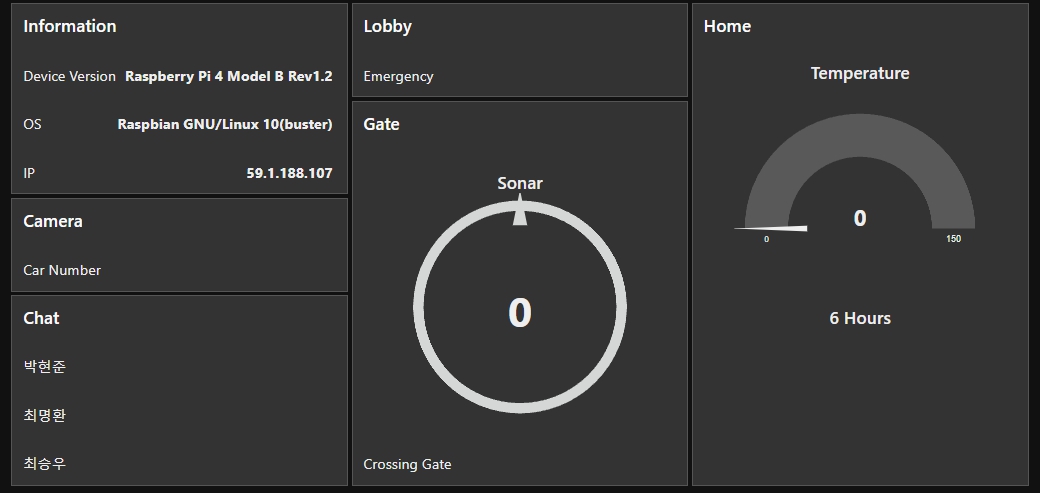 Information
Device Version Raspberry Pi 4 Model B Rev1.2
OS Raspbian GNU/Linux 10(buster)
IP 59.1.188.107
Camera
Car Number
Chat
박현준
최명환
최승우
Lobby
Emergency
Gate
Sonar
0
Crossing Gate
Home
Temperature
0
0 150
6 Hours